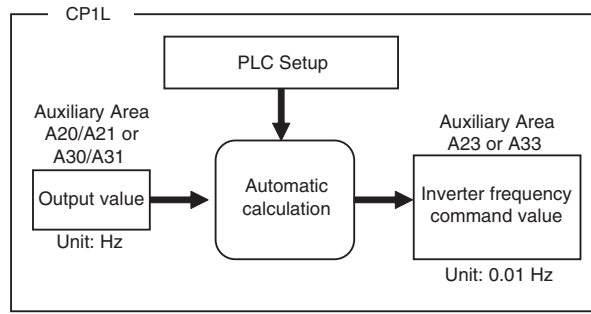 CP1L
PLC Setup
Auxiliary Area
A20/A21 or
A30/A31
Output value
Unit: Hz
Automatic
calculation
Auxiliary Area
A23 or A33
Inverter frequency
command value
Unit: 0.01 Hz